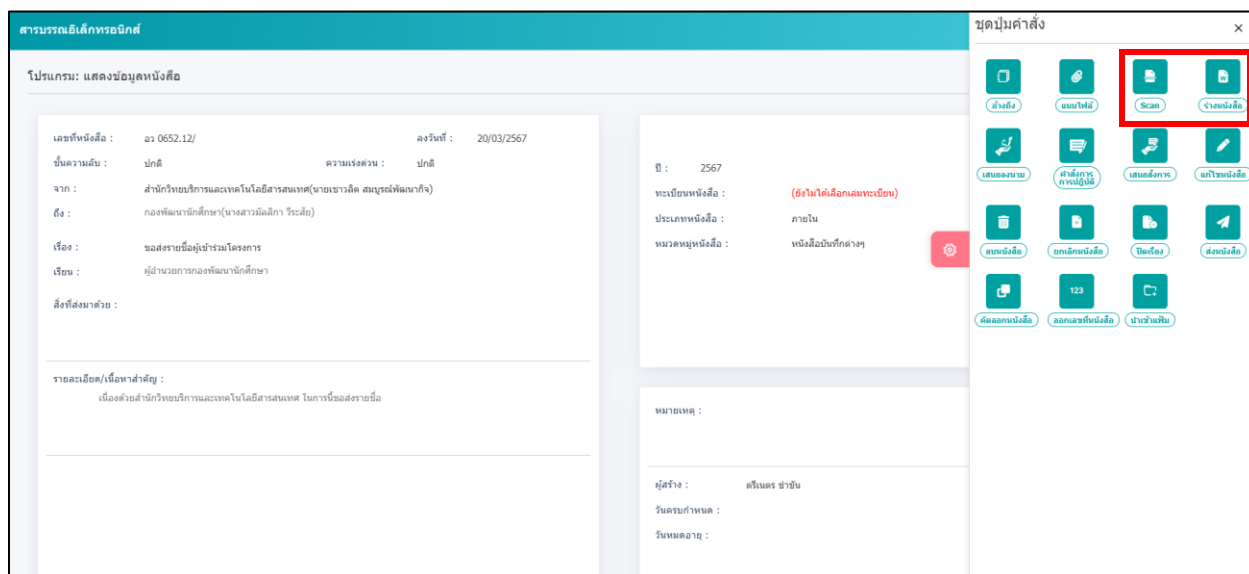 สารบรรณอิเล็กทรอนิกส์
ชุดปุ่มคำสั่ง ×
โปรแกรม: แสดงข้อมูลหนังสือ
เลขที่หนังสือ : อว 0652.12/ ลงวันที่ : 20/03/2567
ชั้นความลับ : ปกติ ความเร่งด่วน : ปกติ
จาก : สำนักวิทยบริการและเทคโนโลยีสารสนเทศ(นายเชาวลิต สมบูรณ์พัฒนากิจ)
ถึง : กองพัฒนานักศึกษา(นางสาวมัลลิกา วีระสัย)
เรื่อง : ขอส่งรายชื่อผู้เข้าร่วมโครงการ
เรียน : ผู้อำนวยการกองพัฒนานักศึกษา
สิ่งที่ส่งมาด้วย :
รายละเอียด/เนื้อหาสำคัญ :
เนื่องด้วยสำนักวิทยบริการและเทคโนโลยีสารสนเทศ ในการนี้ขอส่งรายชื่อ
ปี : 2567
ทะเบียนหนังสือ : (ยังไม่ได้เลือกเล่มทะเบียน)
ประเภทหนังสือ : ภายใน
หมวดหมู่หนังสือ : หนังสือบันทึกต่างๆ
หมายเหตุ :
ผู้สร้าง : ตรีเนตร ช่ำชัน
วันครบกำหนด :
วันหมดอายุ :
อ้างถึง แนบไฟล์ Scan ร่างหนังสือ
เสนอลงนาม คำสั่งการ การปฏิบัติ เสนอสั่งการ แก้ไขหนังสือ
ลบหนังสือ ยกเลิกหนังสือ ปิดเรื่อง ส่งหนังสือ
123
คัดลอกหนังสือ ออกเลขที่หนังสือ นำเข้าแฟ้ม